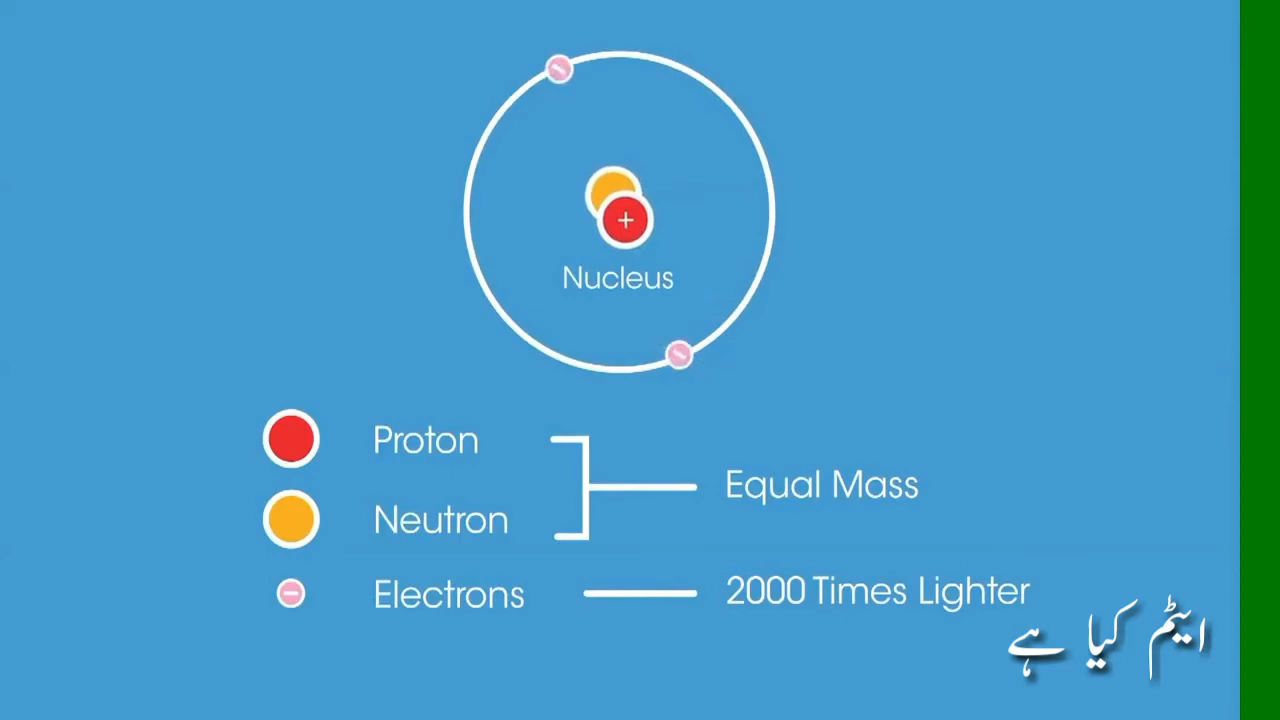 Nucleus
Proton
Equal Mass
Neutron
Electrons
2000 Times Lighter
ایٹم کیا ہے